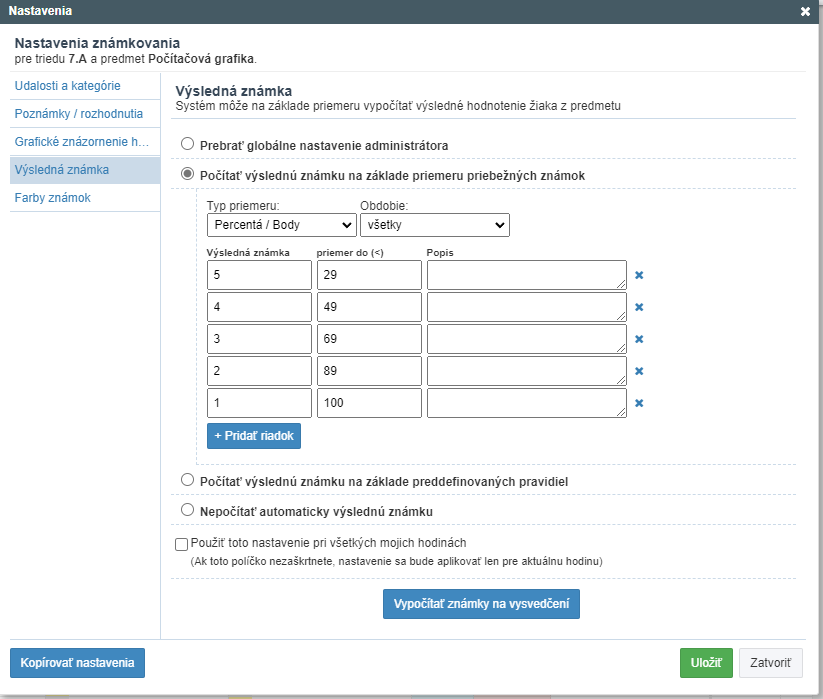 Nastavenia
Nastavenia známkovania
pre triedu 7.A a predmet Počítačová grafika.
Udalosti a kategórie
Poznámky / rozhodnutia
Grafické znázornenie h...
Výsledná známka
Farby známok
Výsledná známka
Systém môže na základe priemeru vypočítať výsledné hodnotenie žiaka z predmetu
Prebrať globálne nastavenie administrátora
Počítať výslednú známku na základe priemeru priebežných známok
Typ priemeru: Obdobie:
Percentá / Body všetky
Výsledná známka priemer do (<) Popis
5 29
4 49
3 69
2 89
1 100
+ Pridať riadok
Počítať výslednú známku na základe preddefinovaných pravidiel
Nepočítať automaticky výslednú známku
Použiť toto nastavenie pri všetkých mojich hodinách
(Ak toto políčko nezaškrtnete, nastavenie sa bude aplikovať len pre aktuálnu hodinu)
Vypočítať známky na vysvedčení
Kopírovať nastavenia Uložiť Zatvoriť